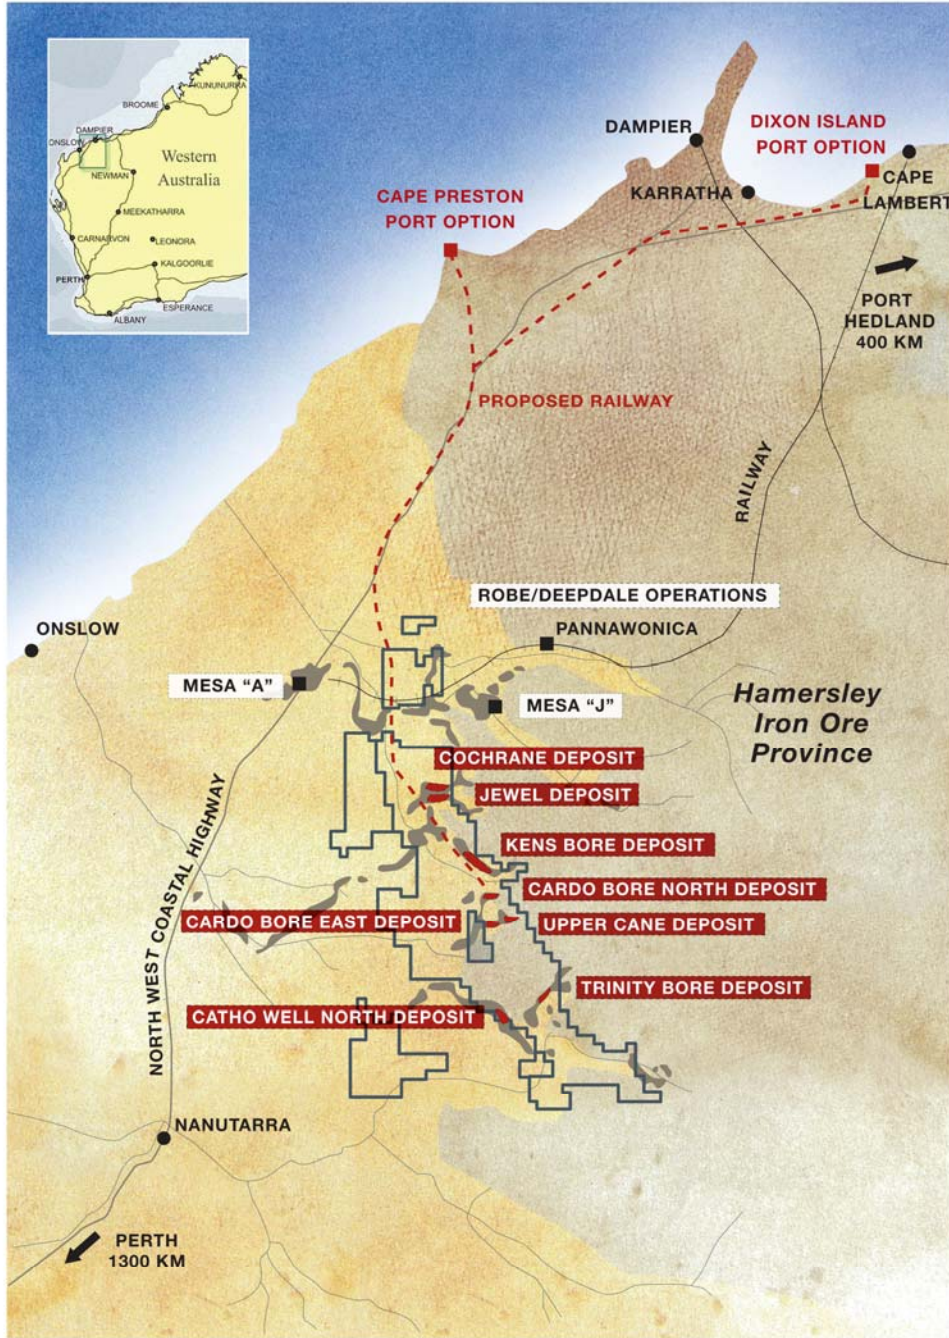 KUNUNURRA
BROOME
DAMPIER
ONSLOW
Western
Australia
NEWMAN
MEEKATHARRA
CARNARVON
LEONORA
KALGOORLIE
PERTH
ESPERANCE
ALBANY
DAMPIER
DIXON ISLAND
PORT OPTION
KARRATHA
CAPE
LAMBERT
CAPE PRESTON
PORT OPTION
PORT
HEDLAND
400 KM
PROPOSED RAILWAY
RAILWAY
ROBE/DEEPDALE OPERATIONS
ONSLOW
PANNAWONICA
MESA "A"
MESA "J"
Hamersley
Iron Ore
Province
COCHRANE DEPOSIT
JEWEL DEPOSIT
KENS BORE DEPOSIT
CARDO BORE NORTH DEPOSIT
CARDO BORE EAST DEPOSIT
UPPER CANE DEPOSIT
TRINITY BORE DEPOSIT
CATHO WELL NORTH DEPOSIT
NORTH WEST COASTAL HIGHWAY
NANUTARRA
PERTH
1300 KM